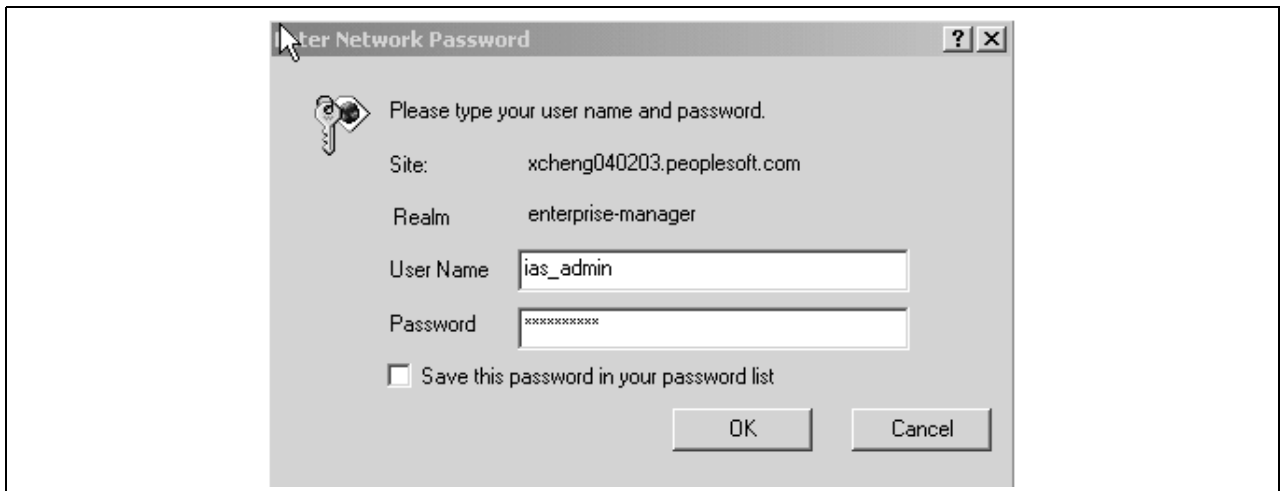 ter Network Password
Please type your user name and password.
Site: xcheng040203.peoplesoft.com
Realm enterprise-manager
User Name ias_admin
Password **********
Save this password in your password list
OK Cancel